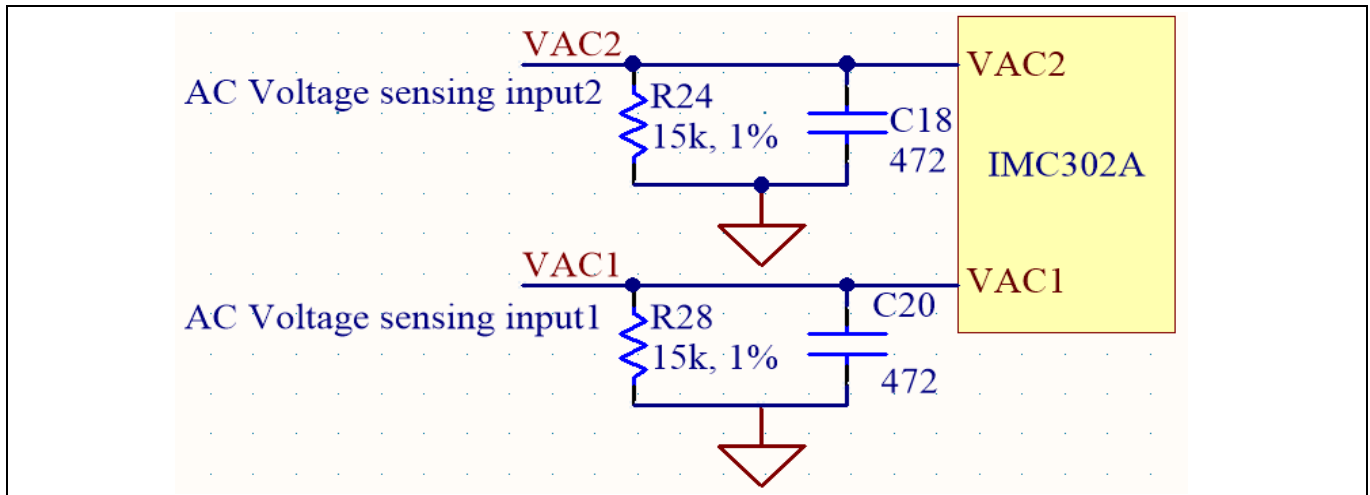 VAC2
VAC2
AC Voltage sensing input2
R24
15k, 1%
C18
472
IMC302A
VAC1
VAC1
AC Voltage sensing input1
R28
15k, 1%
C20
472